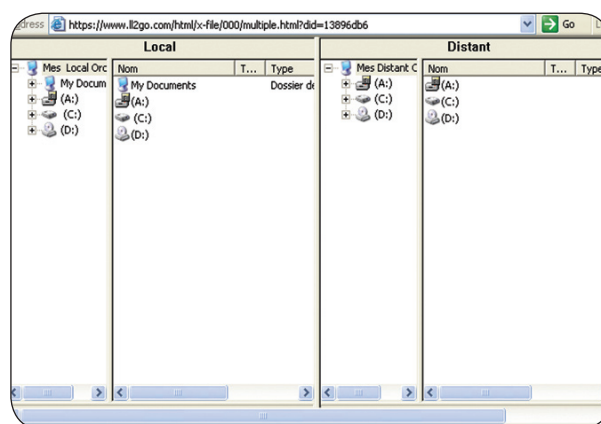 dress https://www.ll2go.com/html/x-file/000/multiple.html?did=13896db6 Go
Local Distant
Mes Local Orc Nom T... Type Mes Distant C Nom T... Type
My Docum My Documents Dossier de (A:) (A:)
(A:) (A:) (C:) (C:)
(C:) (C:) (D:) (D:)
(D:) (D:)